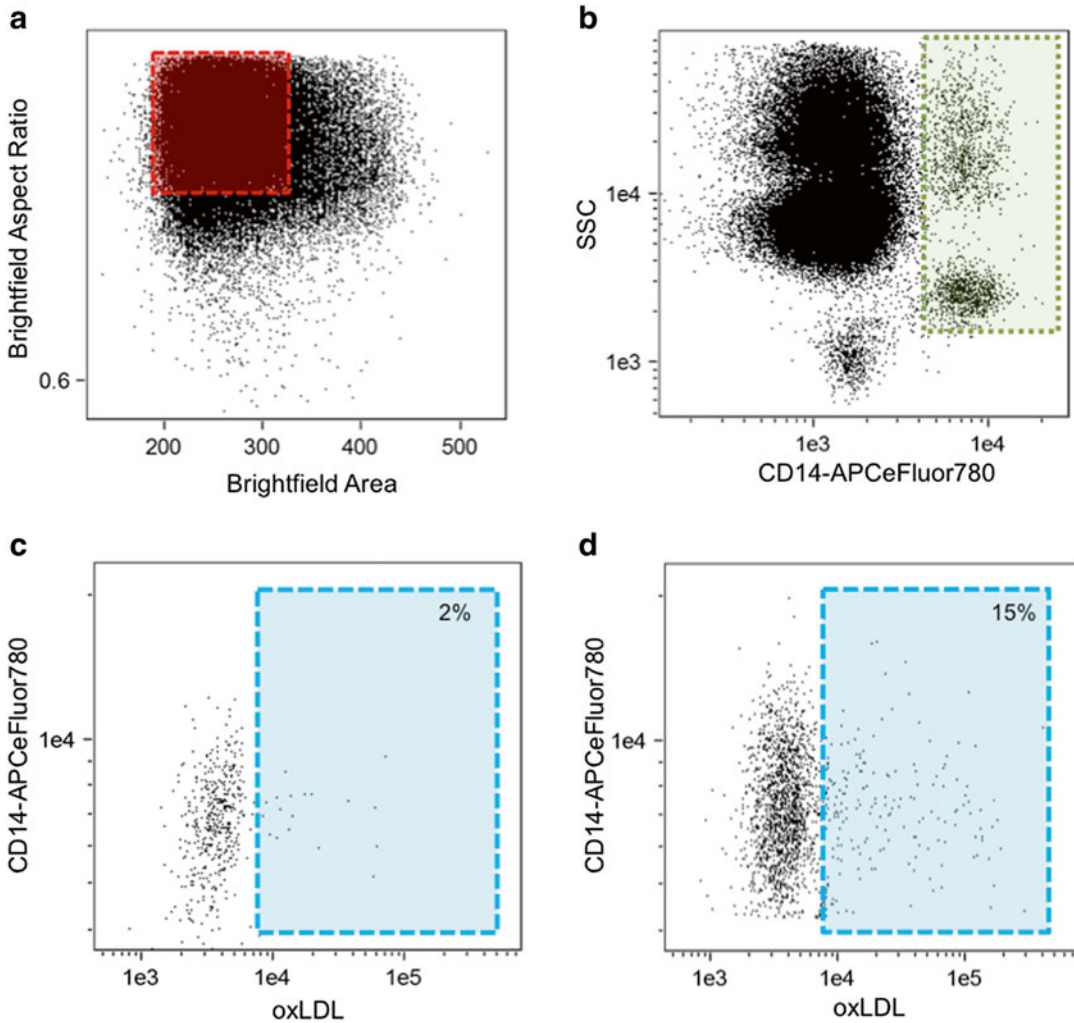 a
Brightfield Aspect Ratio
0.6
200 300 400 500
Brightfield Area
b
SSC
1e4
1e3
1e3 1e4
CD14-APCeFluor780
c
2%
CD14-APCeFluor780
1e4
1e3 1e4 1e5
oxLDL
d
15%
CD14-APCeFluor780
1e4
1e3 1e4 1e5
oxLDL